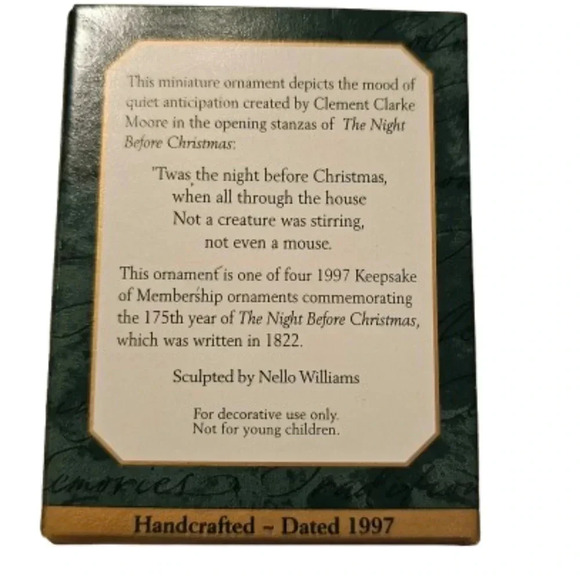 This miniature ornament depicts the mood of
quiet anticipation created by Clement Clarke
Moore in the opening stanzas of The Night
Before Christmas:
'Twas the night before Christmas,
when all through the house
Not a creature was stirring,
not even a mouse.
This ornament is one of four 1997 Keepsake
of Membership ornaments commemorating
the 175th year of The Night Before Christmas,
which was written in 1822.
Sculpted by Nello Williams
For decorative use only.
Not for young children.
emories
Handcrafted ~ Dated 1997